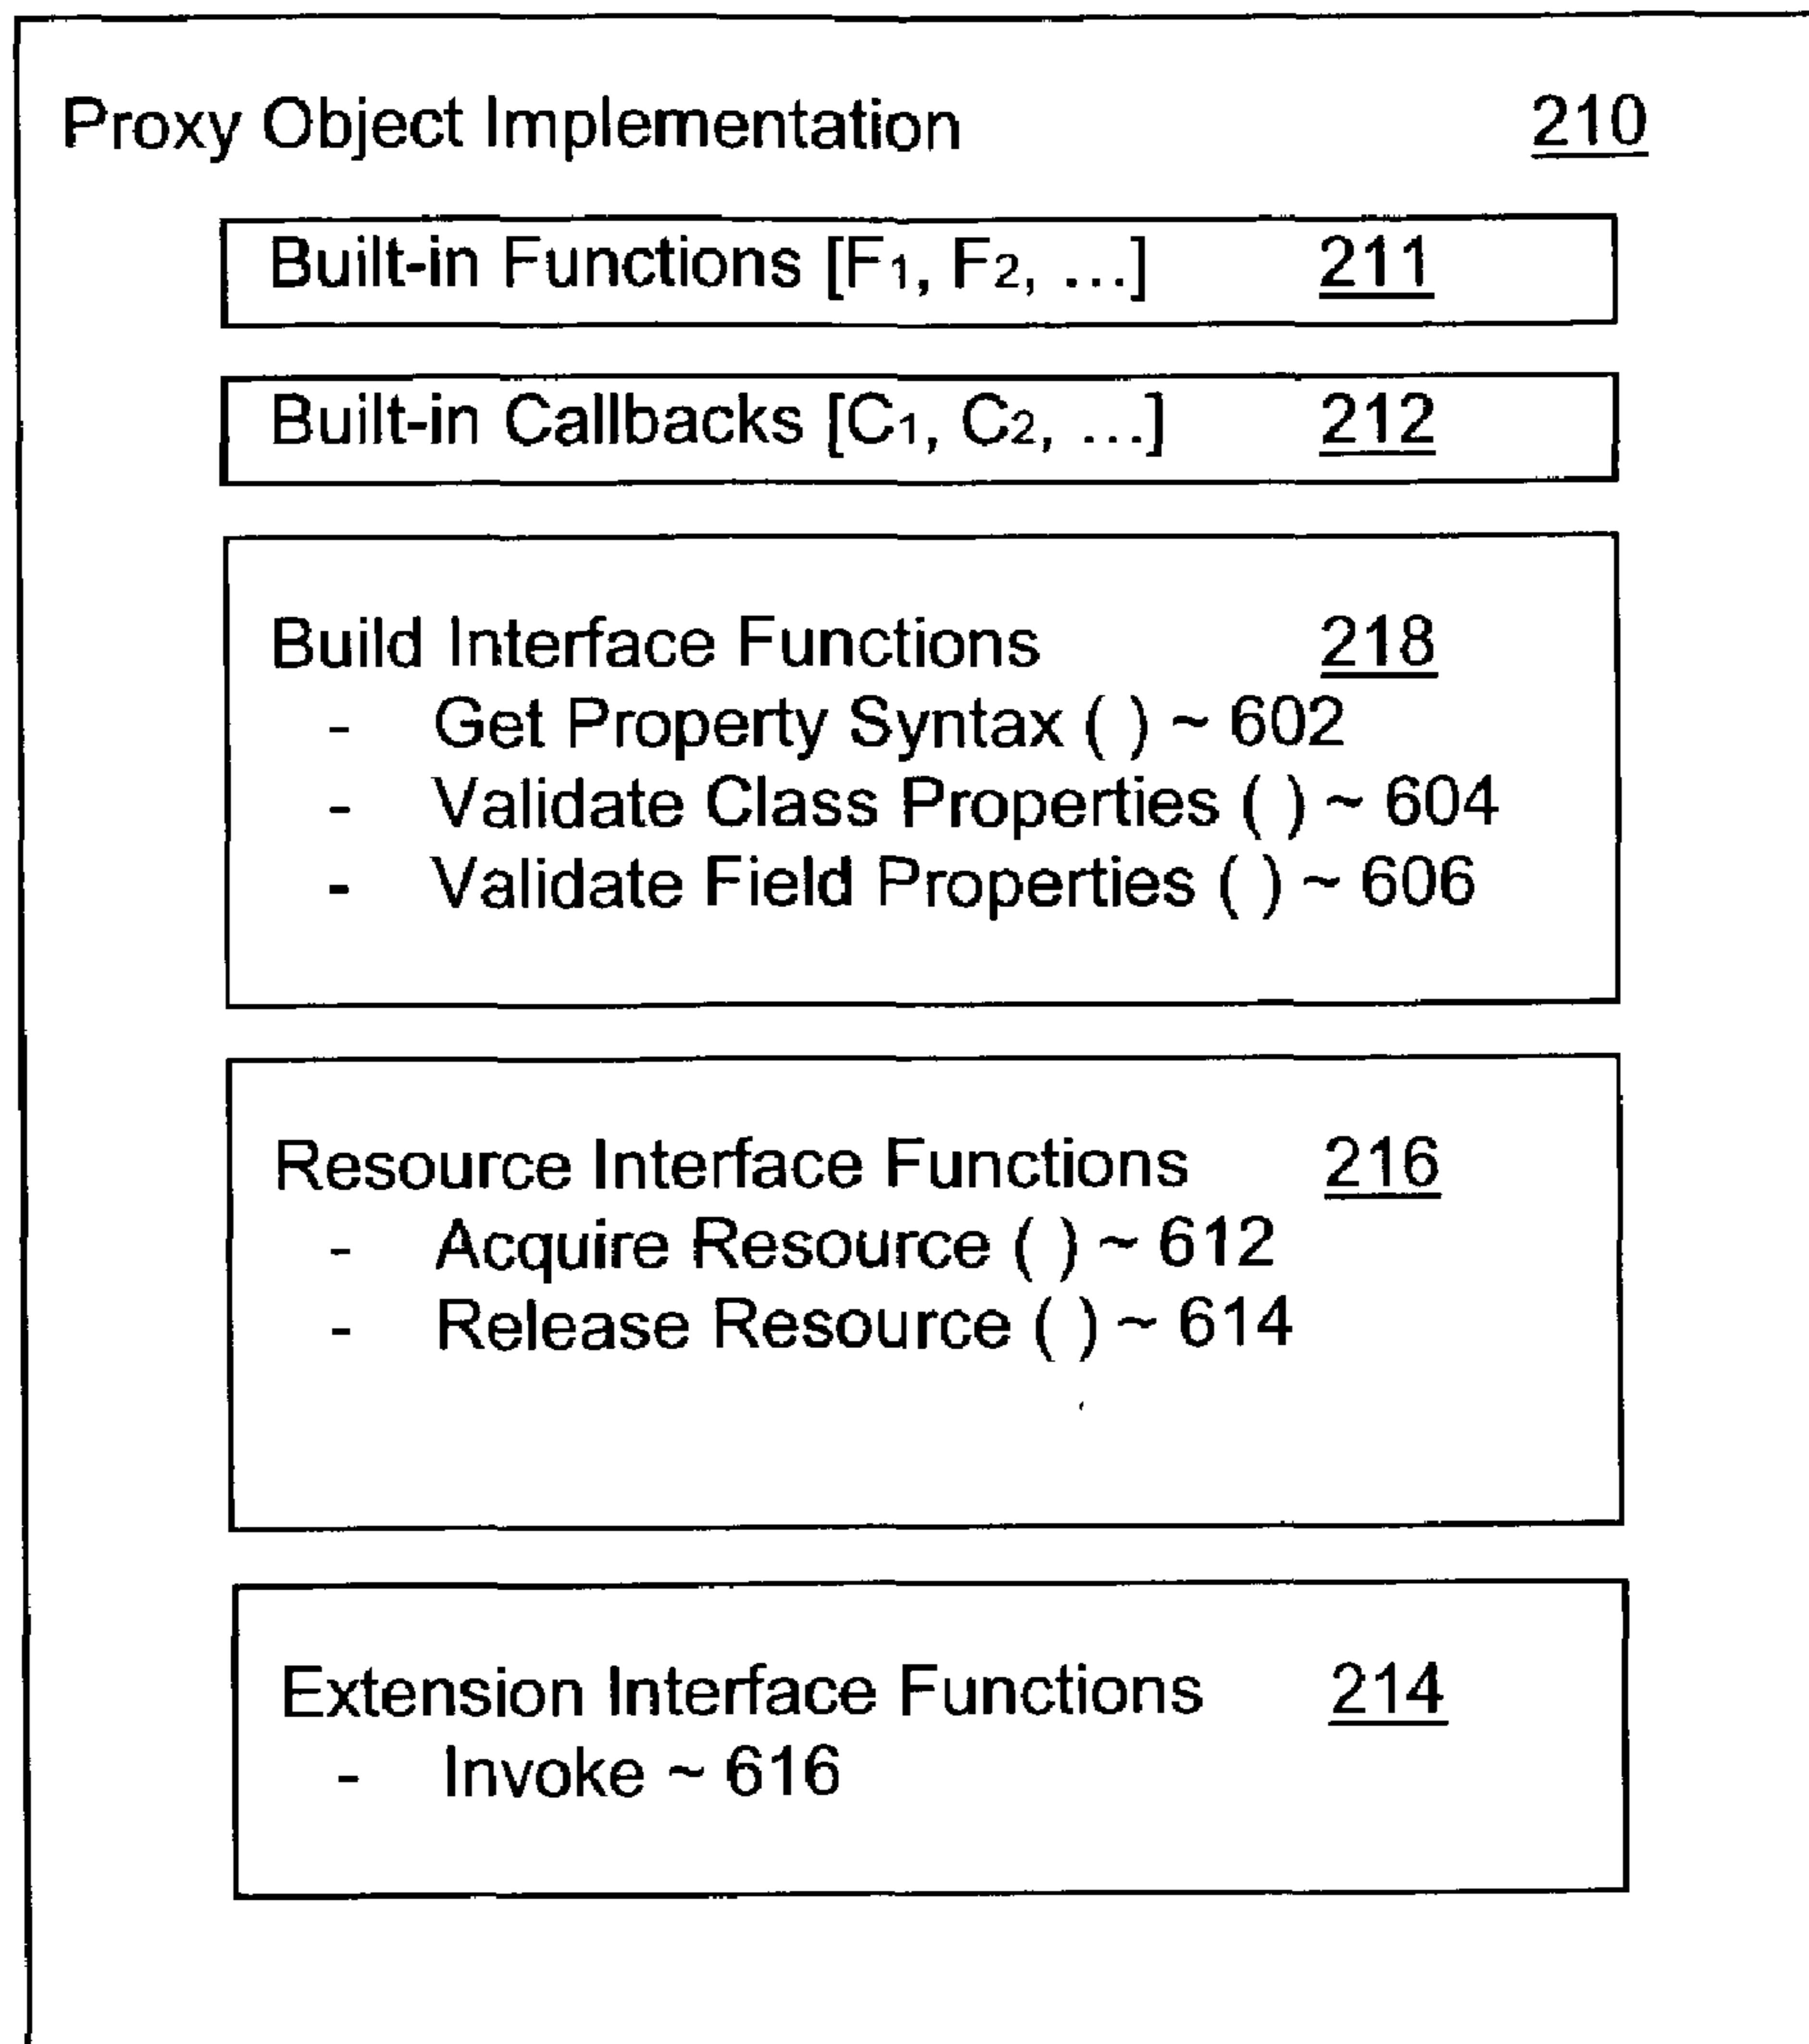 Proxy Object Implementation 210
Built-in Functions [F₁, F₂, ...] 211
Built-in Callbacks [C₁, C₂, ...] 212
Build Interface Functions 218
- Get Property Syntax ( ) ~ 602
- Validate Class Properties ( ) ~ 604
- Validate Field Properties ( ) ~ 606
Resource Interface Functions 216
- Acquire Resource ( ) ~ 612
- Release Resource ( ) ~ 614
Extension Interface Functions 214
- Invoke ~ 616